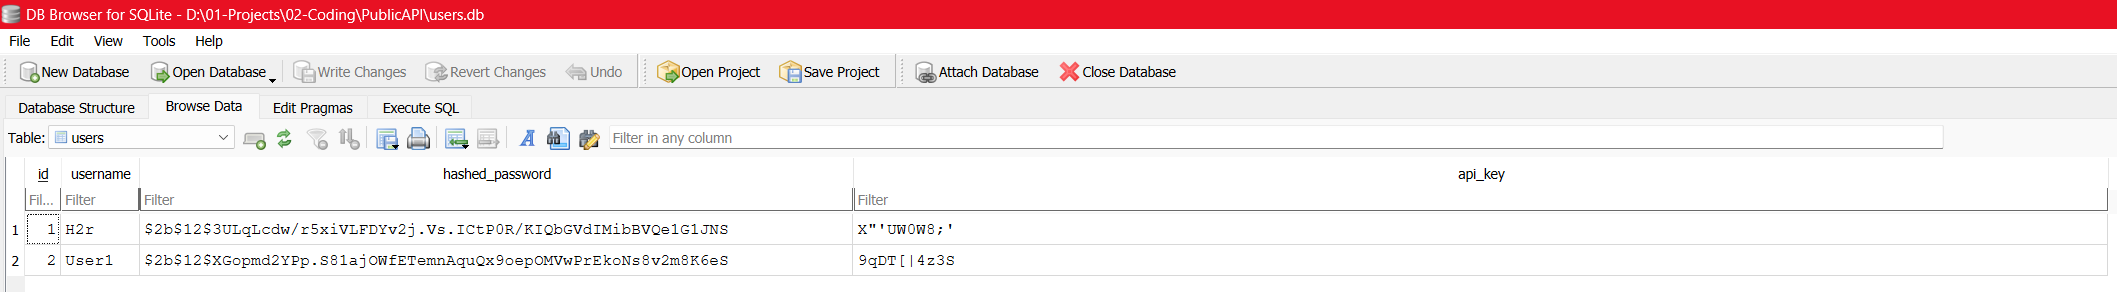 DB Browser for SQLite - D:\01-Projects\02-Coding\PublicAPI\users.db
File Edit View Tools Help
New Database Open Database Write Changes Revert Changes Undo Open Project Save Project Attach Database Close Database
Database Structure Browse Data Edit Pragmas Execute SQL
Table: users Filter in any column
id username hashed_password api_key
Fil... Filter Filter Filter
1 1 H2r $2b$12$3ULqLcdw/r5xiVLFDYv2j.Vs.ICtP0R/KIQbGVdIMibBVQe1G1JNS X"'UW0W8;'
2 2 User1 $2b$12$XGopmd2YPp.S81ajOWfETemnAquQx9oepOMVwPrEkoNs8v2m8K6eS 9qDT[|4z3S